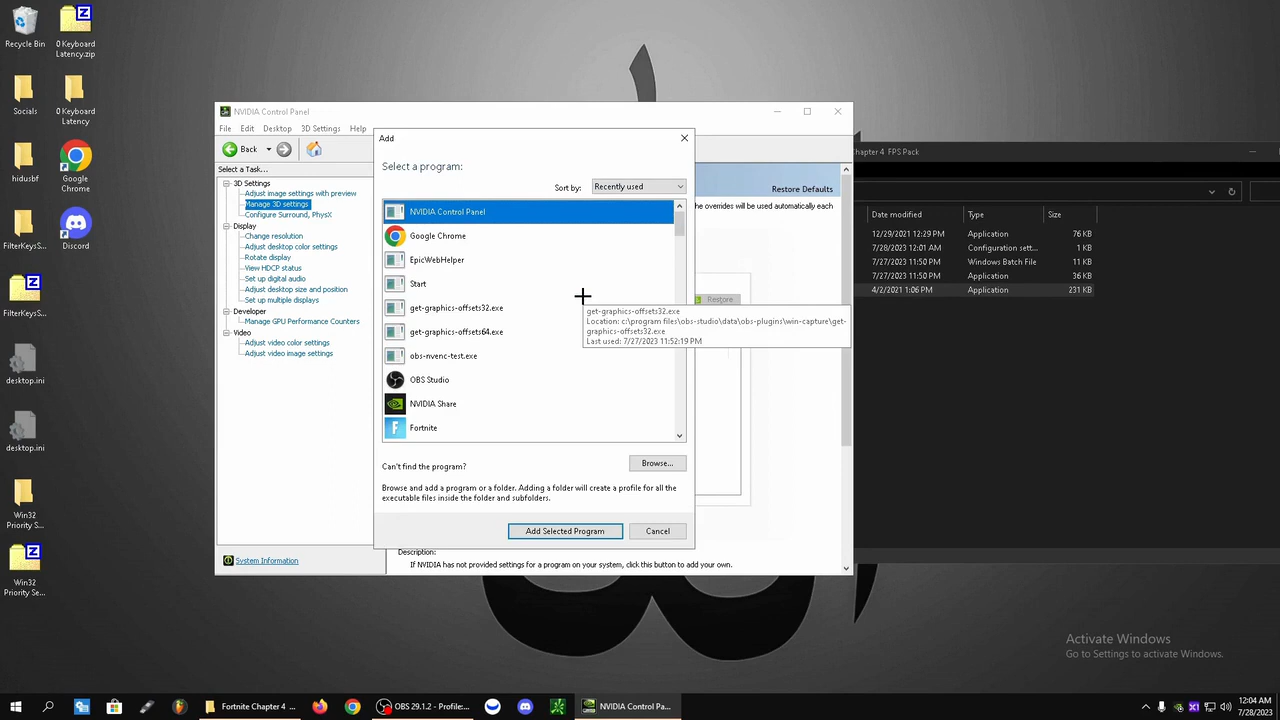 Recycle Bin
0 Keyboard
Latency.zip
Socials
0 Keyboard
Latency
hidusbf
Google
Chrome
FilterKeysS...
Discord
FilterKeysS...
desktop.ini
desktop.ini
Win32
Priority S...
Win32
Priority Se...
NVIDIA Control Panel
File Edit Desktop 3D Settings Help
Back
Select a Task...
3D Settings
Adjust image settings with preview
Manage 3D settings
Configure Surround, PhysX
Display
Change resolution
Adjust desktop color settings
Rotate display
View HDCP status
Set up digital audio
Adjust desktop size and position
Set up multiple displays
Developer
Manage GPU Performance Counters
Video
Adjust video color settings
Adjust video image settings
System Information
Add
Select a program:
Sort by: Recently used
NVIDIA Control Panel
Google Chrome
EpicWebHelper
Start
get-graphics-offsets32.exe
get-graphics-offsets64.exe
obs-nvenc-test.exe
OBS Studio
NVIDIA Share
Fortnite
get-graphics-offsets32.exe
Location: c:\program files\obs-studio\data\obs-plugins\win-capture\get-
graphics-offsets32.exe
Last used: 7/27/2023 11:52:19 PM
Can't find the program?
Browse...
Browse and add a program or a folder. Adding a folder will create a profile for all the
executable files inside the folder and subfolders.
Add Selected Program
Cancel
Restore Defaults
he overrides will be used automatically each
Restore
Description:
If NVIDIA has not provided settings for a program on your system, click this button to add your own.
hapter 4 FPS Pack
Date modified Type Size
12/29/2021 12:29 PM Application 76 KB
7/28/2023 12:01 AM Configuration sett... 1 KB
7/27/2023 11:50 PM Windows Batch File 11 KB
7/27/2023 11:50 PM Application 36 KB
4/2/2021 1:06 PM Application 231 KB
Activate Windows
Go to Settings to activate Windows.
Fortnite Chapter 4 ...
OBS 29.1.2 - Profile:...
NVIDIA Control Pa...
12:04 AM
7/28/2023